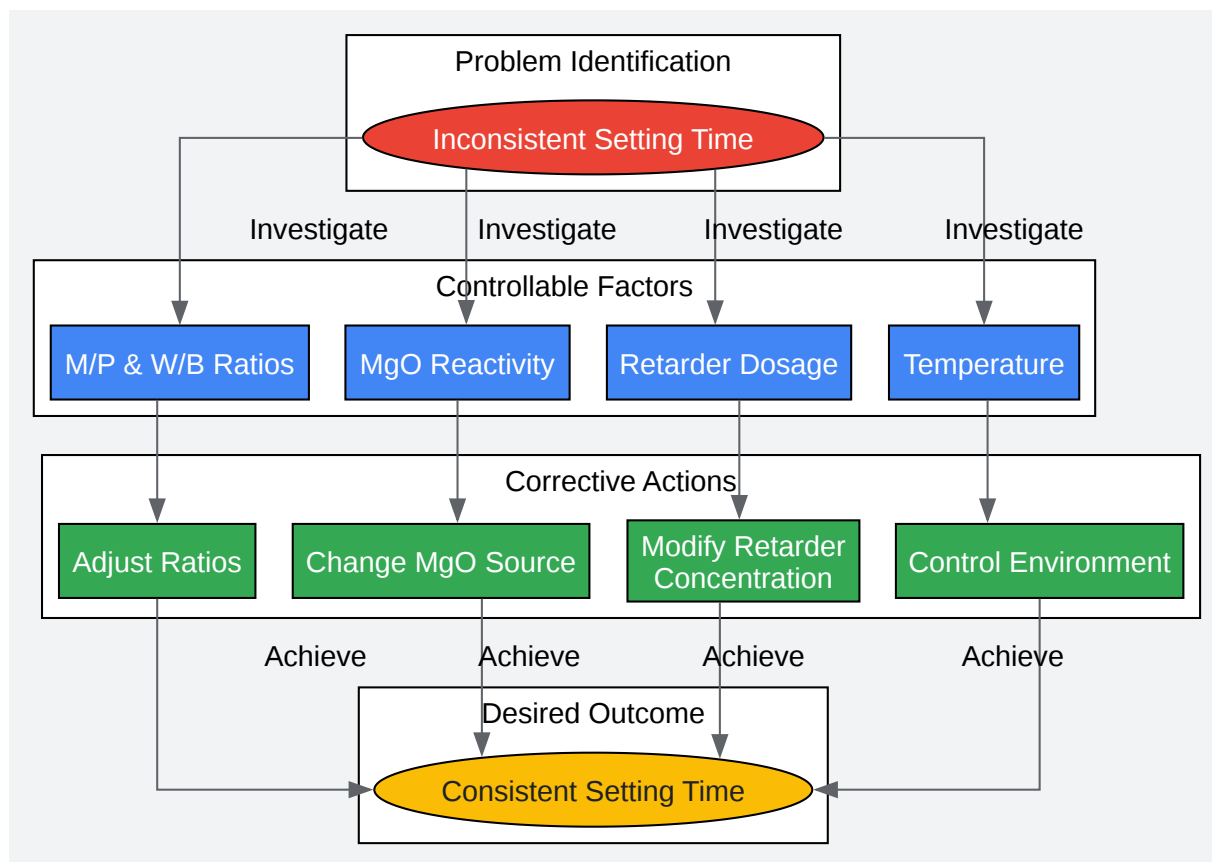 Problem Identification
Inconsistent Setting Time
Investigate
Investigate
Investigate
Investigate
Controllable Factors
M/P & W/B Ratios
MgO Reactivity
Retarder Dosage
Temperature
Corrective Actions
Adjust Ratios
Change MgO Source
Modify Retarder
Concentration
Control Environment
Achieve
Achieve
Achieve
Achieve
Desired Outcome
Consistent Setting Time